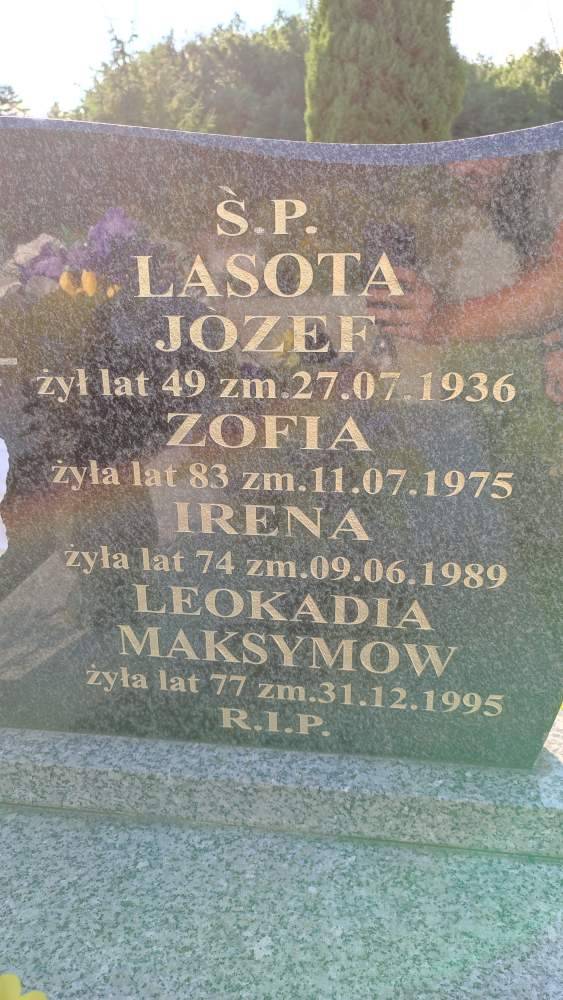 Ś.P.
LASOTA
JÓZEF
żył lat 49 zm.27.07.1936
ZOFIA
żyła lat 83 zm.11.07.1975
IRENA
żyła lat 74 zm.09.06.1989
LEOKADIA
MAKSYMOW
żyła lat 77 zm.31.12.1995
R.I.P.